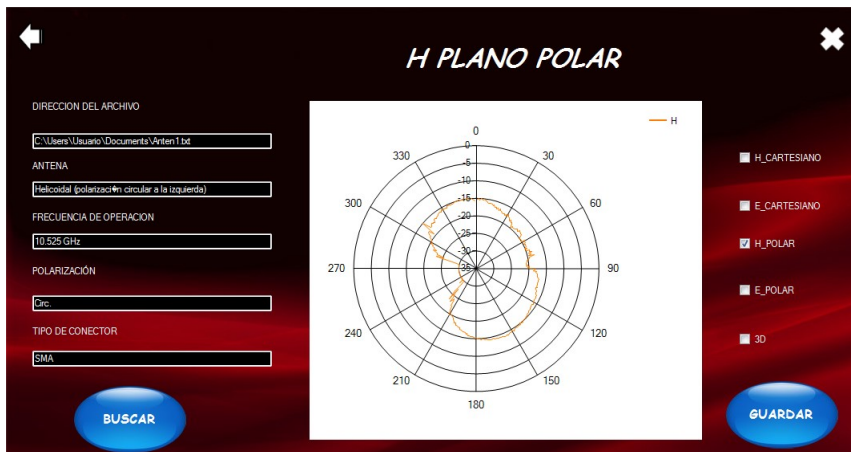 H PLANO POLAR
DIRECCION DEL ARCHIVO
C:\Users\Usuario\Documents\Anten1.txt
ANTENA
Helicoidal (polarizaci�n circular a la izquierda)
FRECUENCIA DE OPERACION
10.525 GHz
POLARIZACIÓN
Circ.
TIPO DE CONECTOR
SMA
BUSCAR
H
0
30
60
90
120
150
180
210
240
270
300
330
0
-5
-10
-15
-20
-25
-30
-35
H_CARTESIANO
E_CARTESIANO
H_POLAR
E_POLAR
3D
GUARDAR